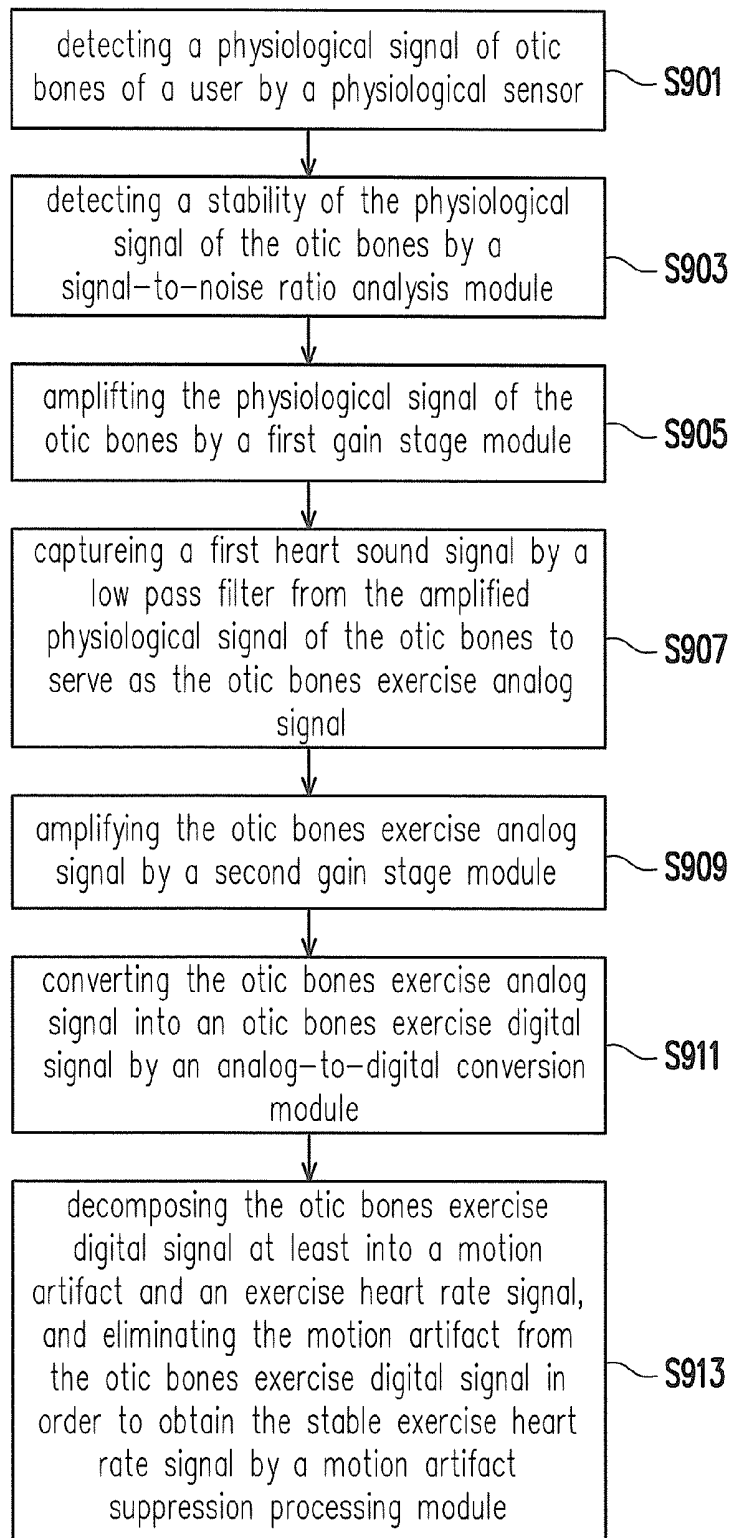 detecting a physiological signal of otic
bones of a user by a physiological sensor
S901
detecting a stability of the physiological
signal of the otic bones by a
signal-to-noise ratio analysis module
S903
amplifting the physiological signal of the
otic bones by a first gain stage module
S905
captureing a first heart sound signal by a
low pass filter from the amplified
physiological signal of the otic bones to
serve as the otic bones exercise analog
signal
S907
amplifying the otic bones exercise analog
signal by a second gain stage module
S909
converting the otic bones exercise analog
signal into an otic bones exercise digital
signal by an analog-to-digital conversion
module
S911
decomposing the otic bones exercise
digital signal at least into a motion
artifact and an exercise heart rate signal,
and eliminating the motion artifact from
the otic bones exercise digital signal in
order to obtain the stable exercise heart
rate signal by a motion artifact
suppression processing module
S913